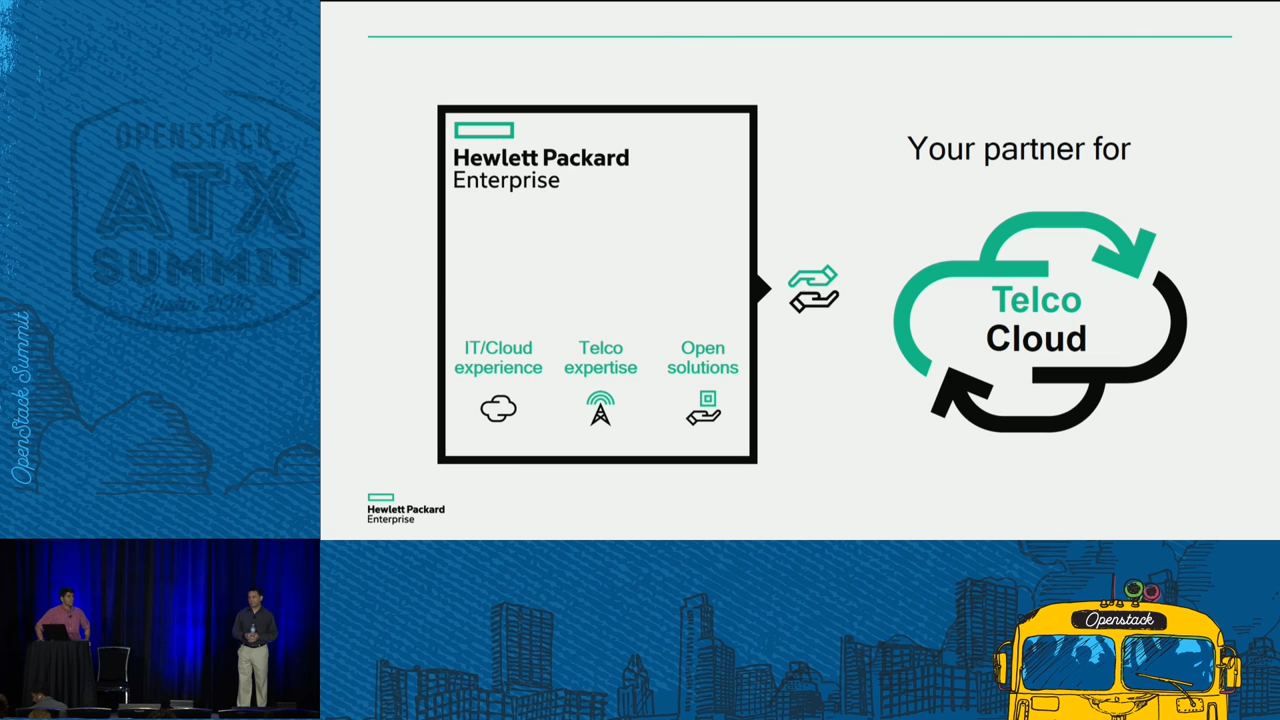 OPENSTACK
ATX
SUMMIT
Austin 2016
OpenStack Summit
Hewlett Packard
Enterprise
IT/Cloud
experience
Telco
expertise
Open
solutions
Your partner for
Telco
Cloud
Hewlett Packard
Enterprise
Openstack